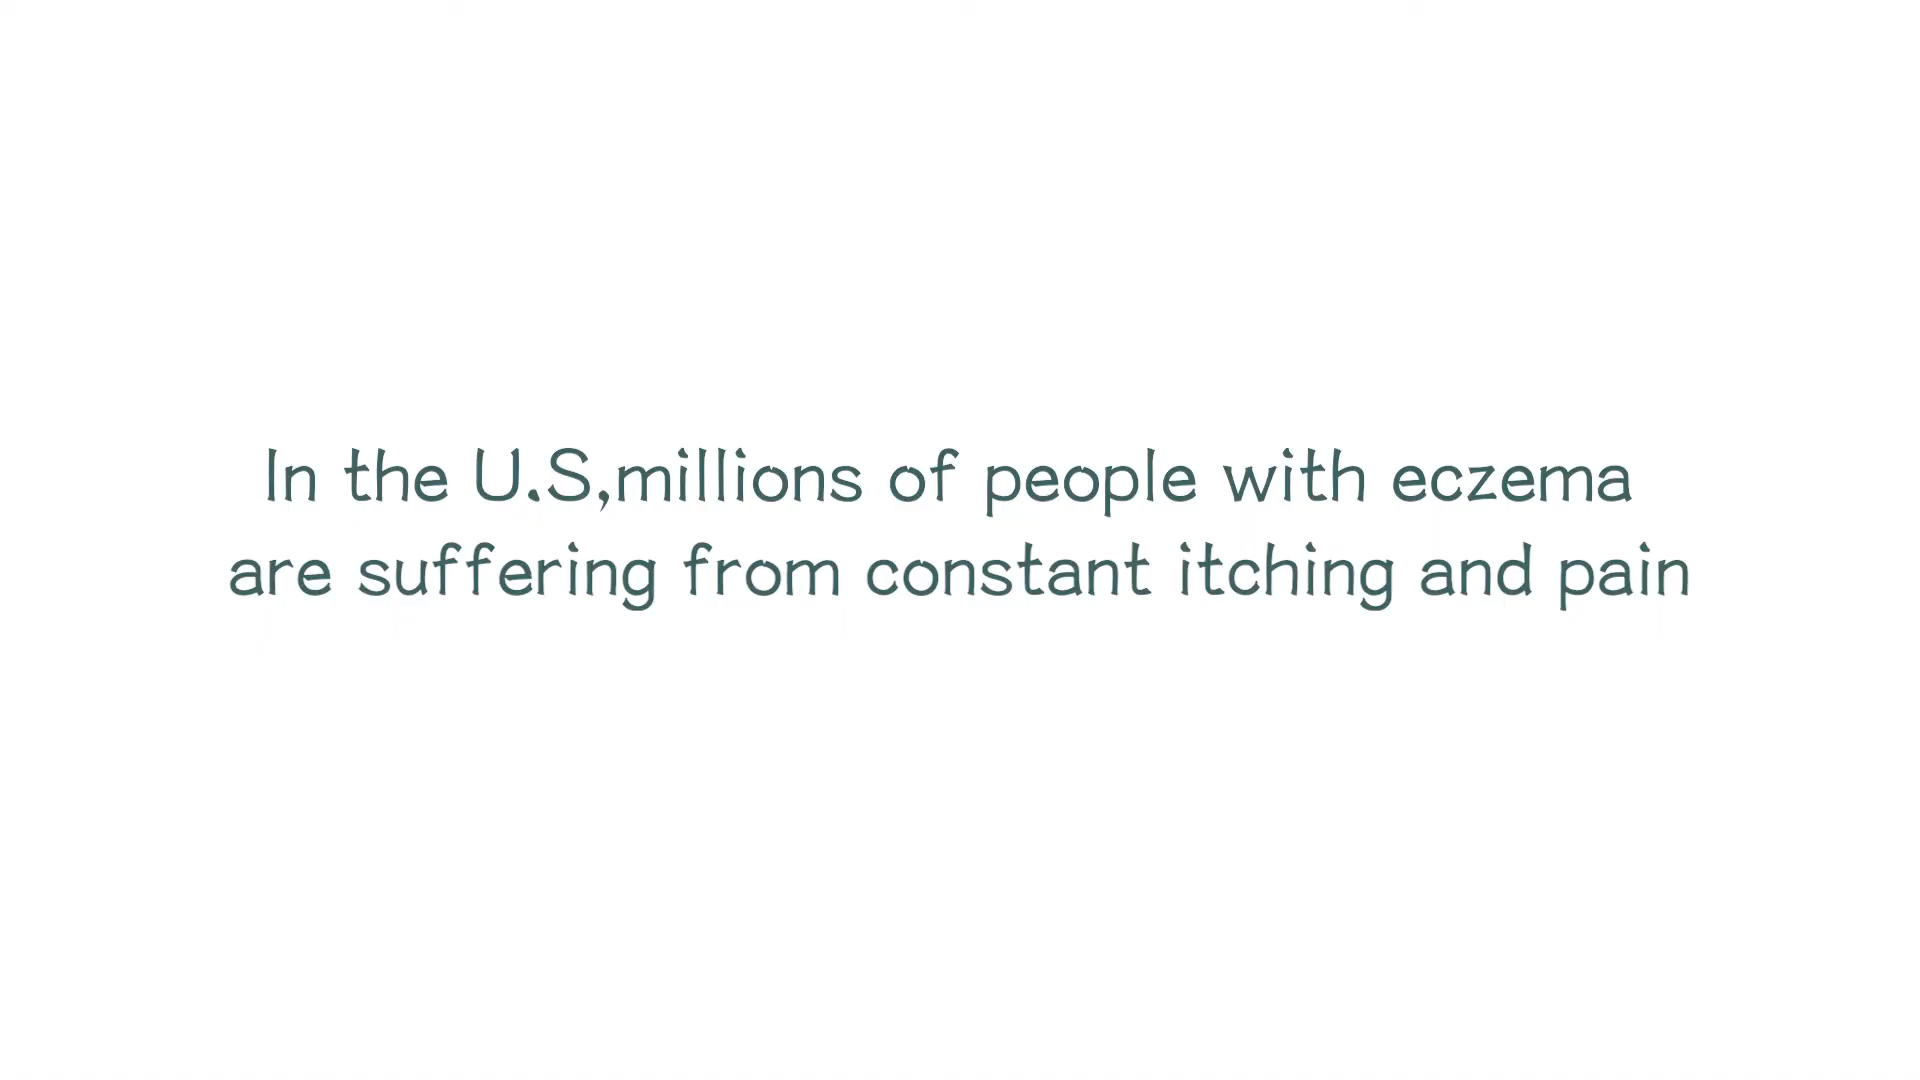 In the U.S,millions of people with eczema
are suffering from constant itching and pain